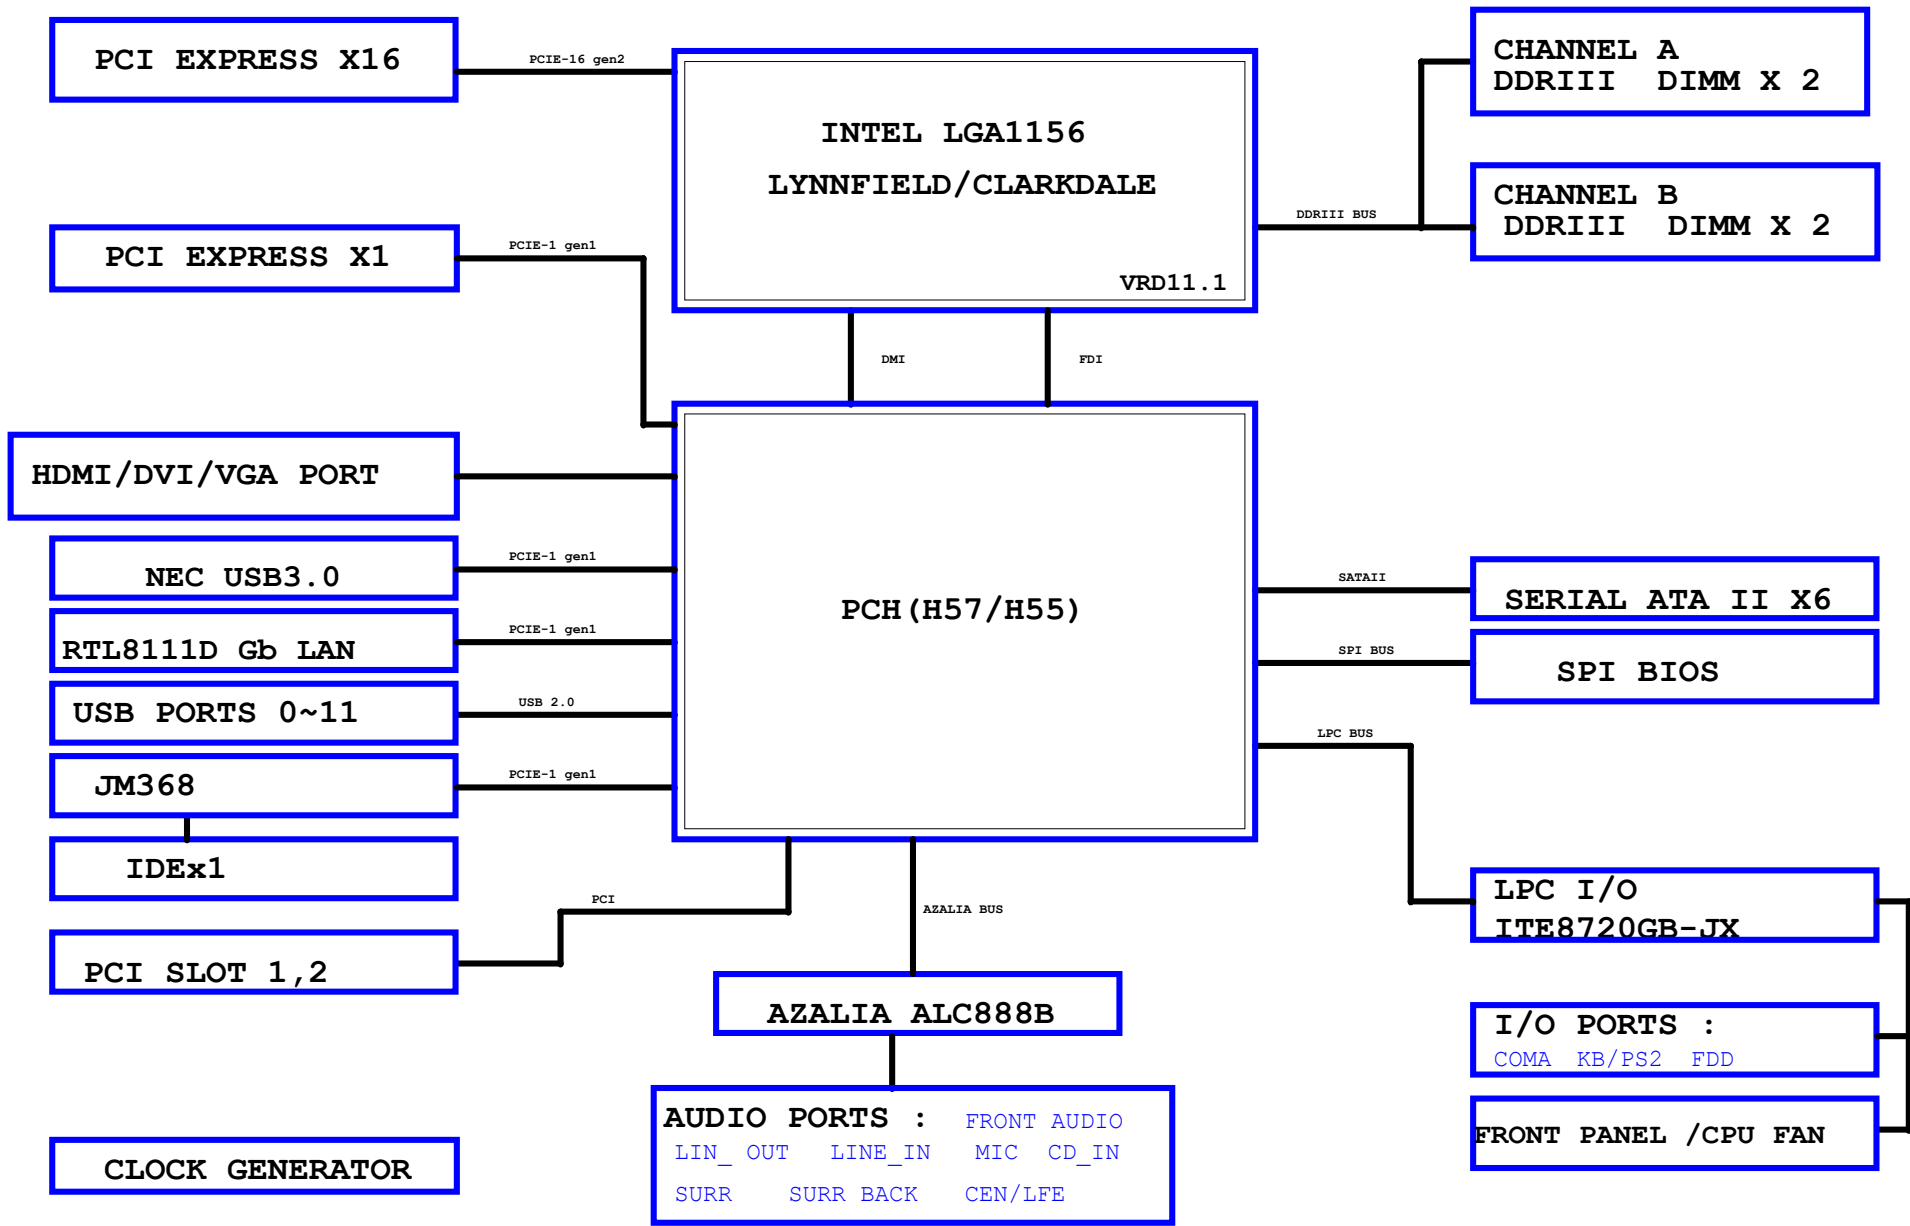 PCI EXPRESS X16
PCIE-16 gen2
INTEL LGA1156
LYNNFIELD/CLARKDALE
VRD11.1
CHANNEL A
DDRIII DIMM X 2
CHANNEL B
DDRIII DIMM X 2
DDRIII BUS
PCI EXPRESS X1
PCIE-1 gen1
DMI
FDI
HDMI/DVI/VGA PORT
NEC USB3.0
PCIE-1 gen1
RTL8111D Gb LAN
PCIE-1 gen1
USB PORTS 0~11
USB 2.0
JM368
PCIE-1 gen1
IDEx1
PCH(H57/H55)
SATAII
SERIAL ATA II X6
SPI BUS
SPI BIOS
LPC BUS
LPC I/O
ITE8720GB-JX
PCI
PCI SLOT 1,2
AZALIA BUS
AZALIA ALC888B
I/O PORTS :
COMA KB/PS2 FDD
FRONT PANEL /CPU FAN
AUDIO PORTS : FRONT AUDIO
LIN_ OUT LINE_IN MIC CD_IN
SURR SURR BACK CEN/LFE
CLOCK GENERATOR